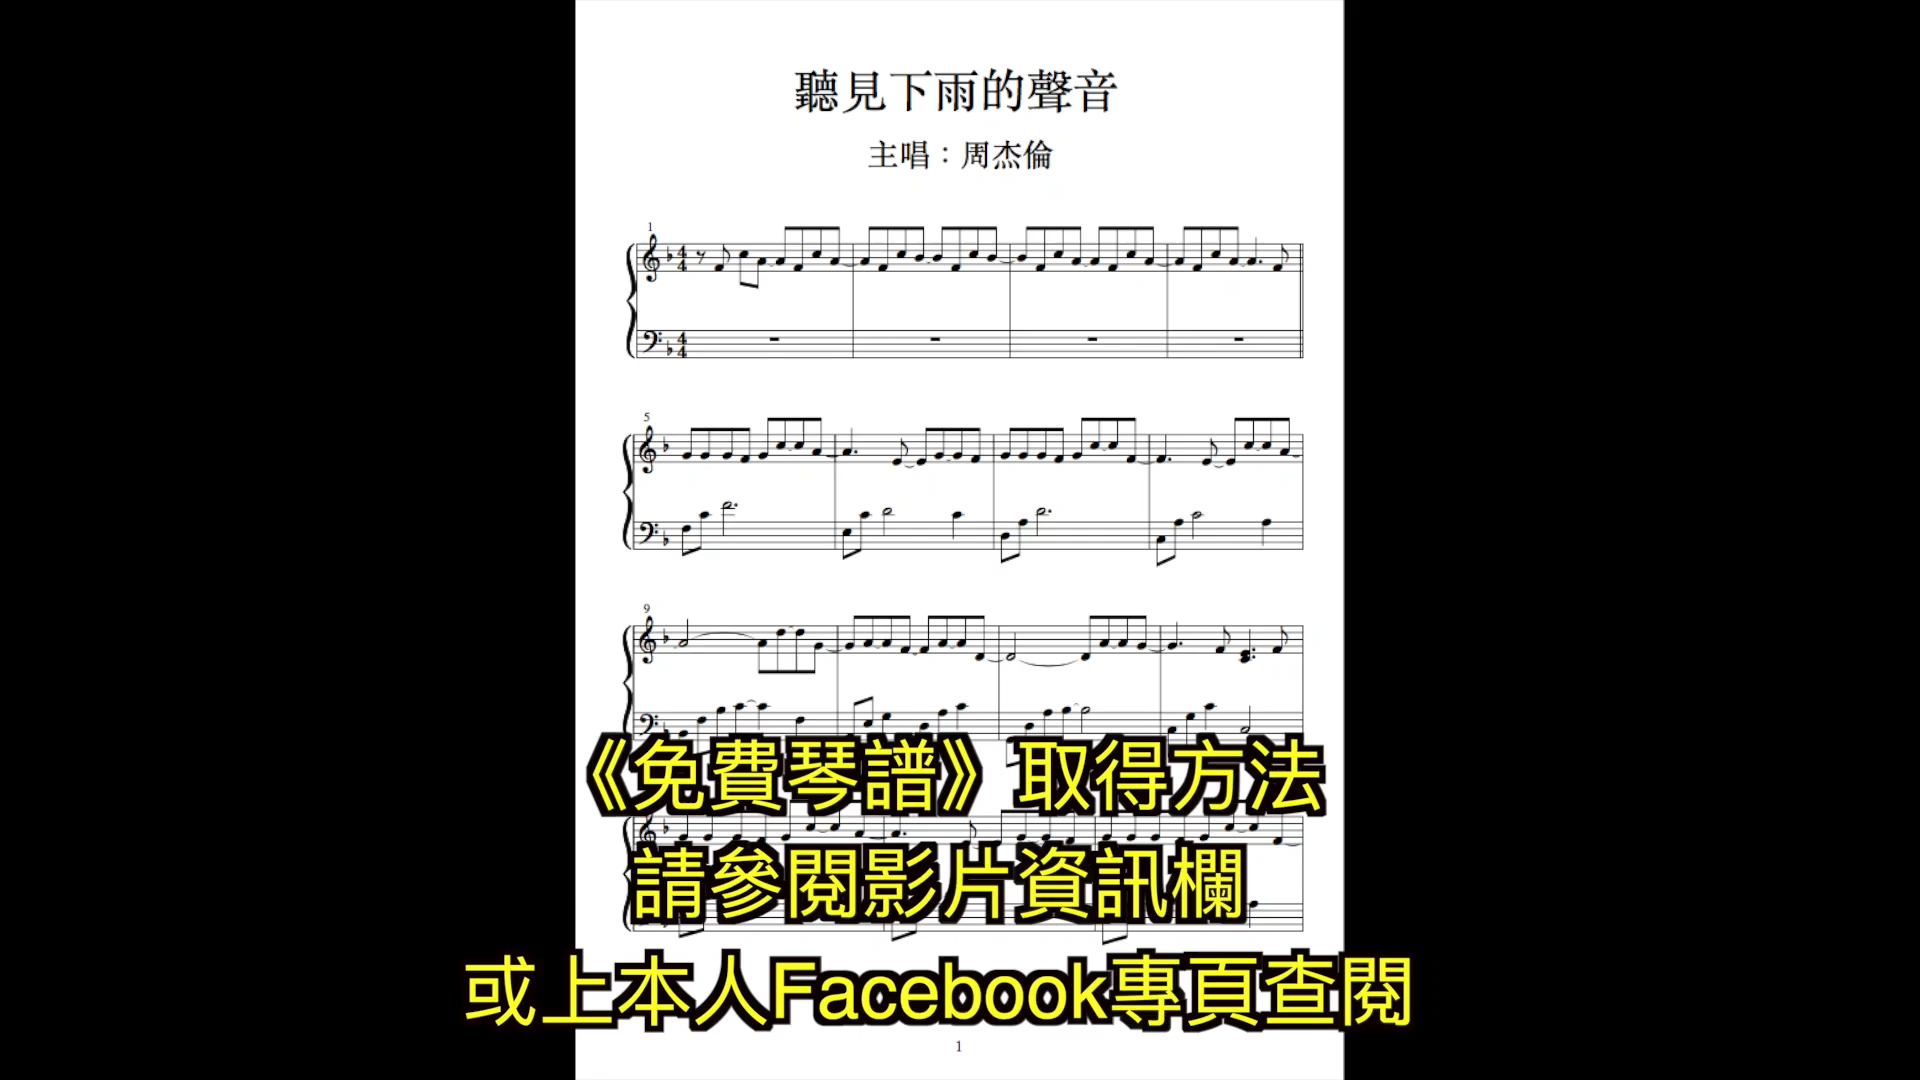 聽見下雨的聲音
主唱：周杰倫
1
5
9
《免費琴譜》取得方法
請參閱影片資訊欄
或上本人Facebook專頁查閱
1